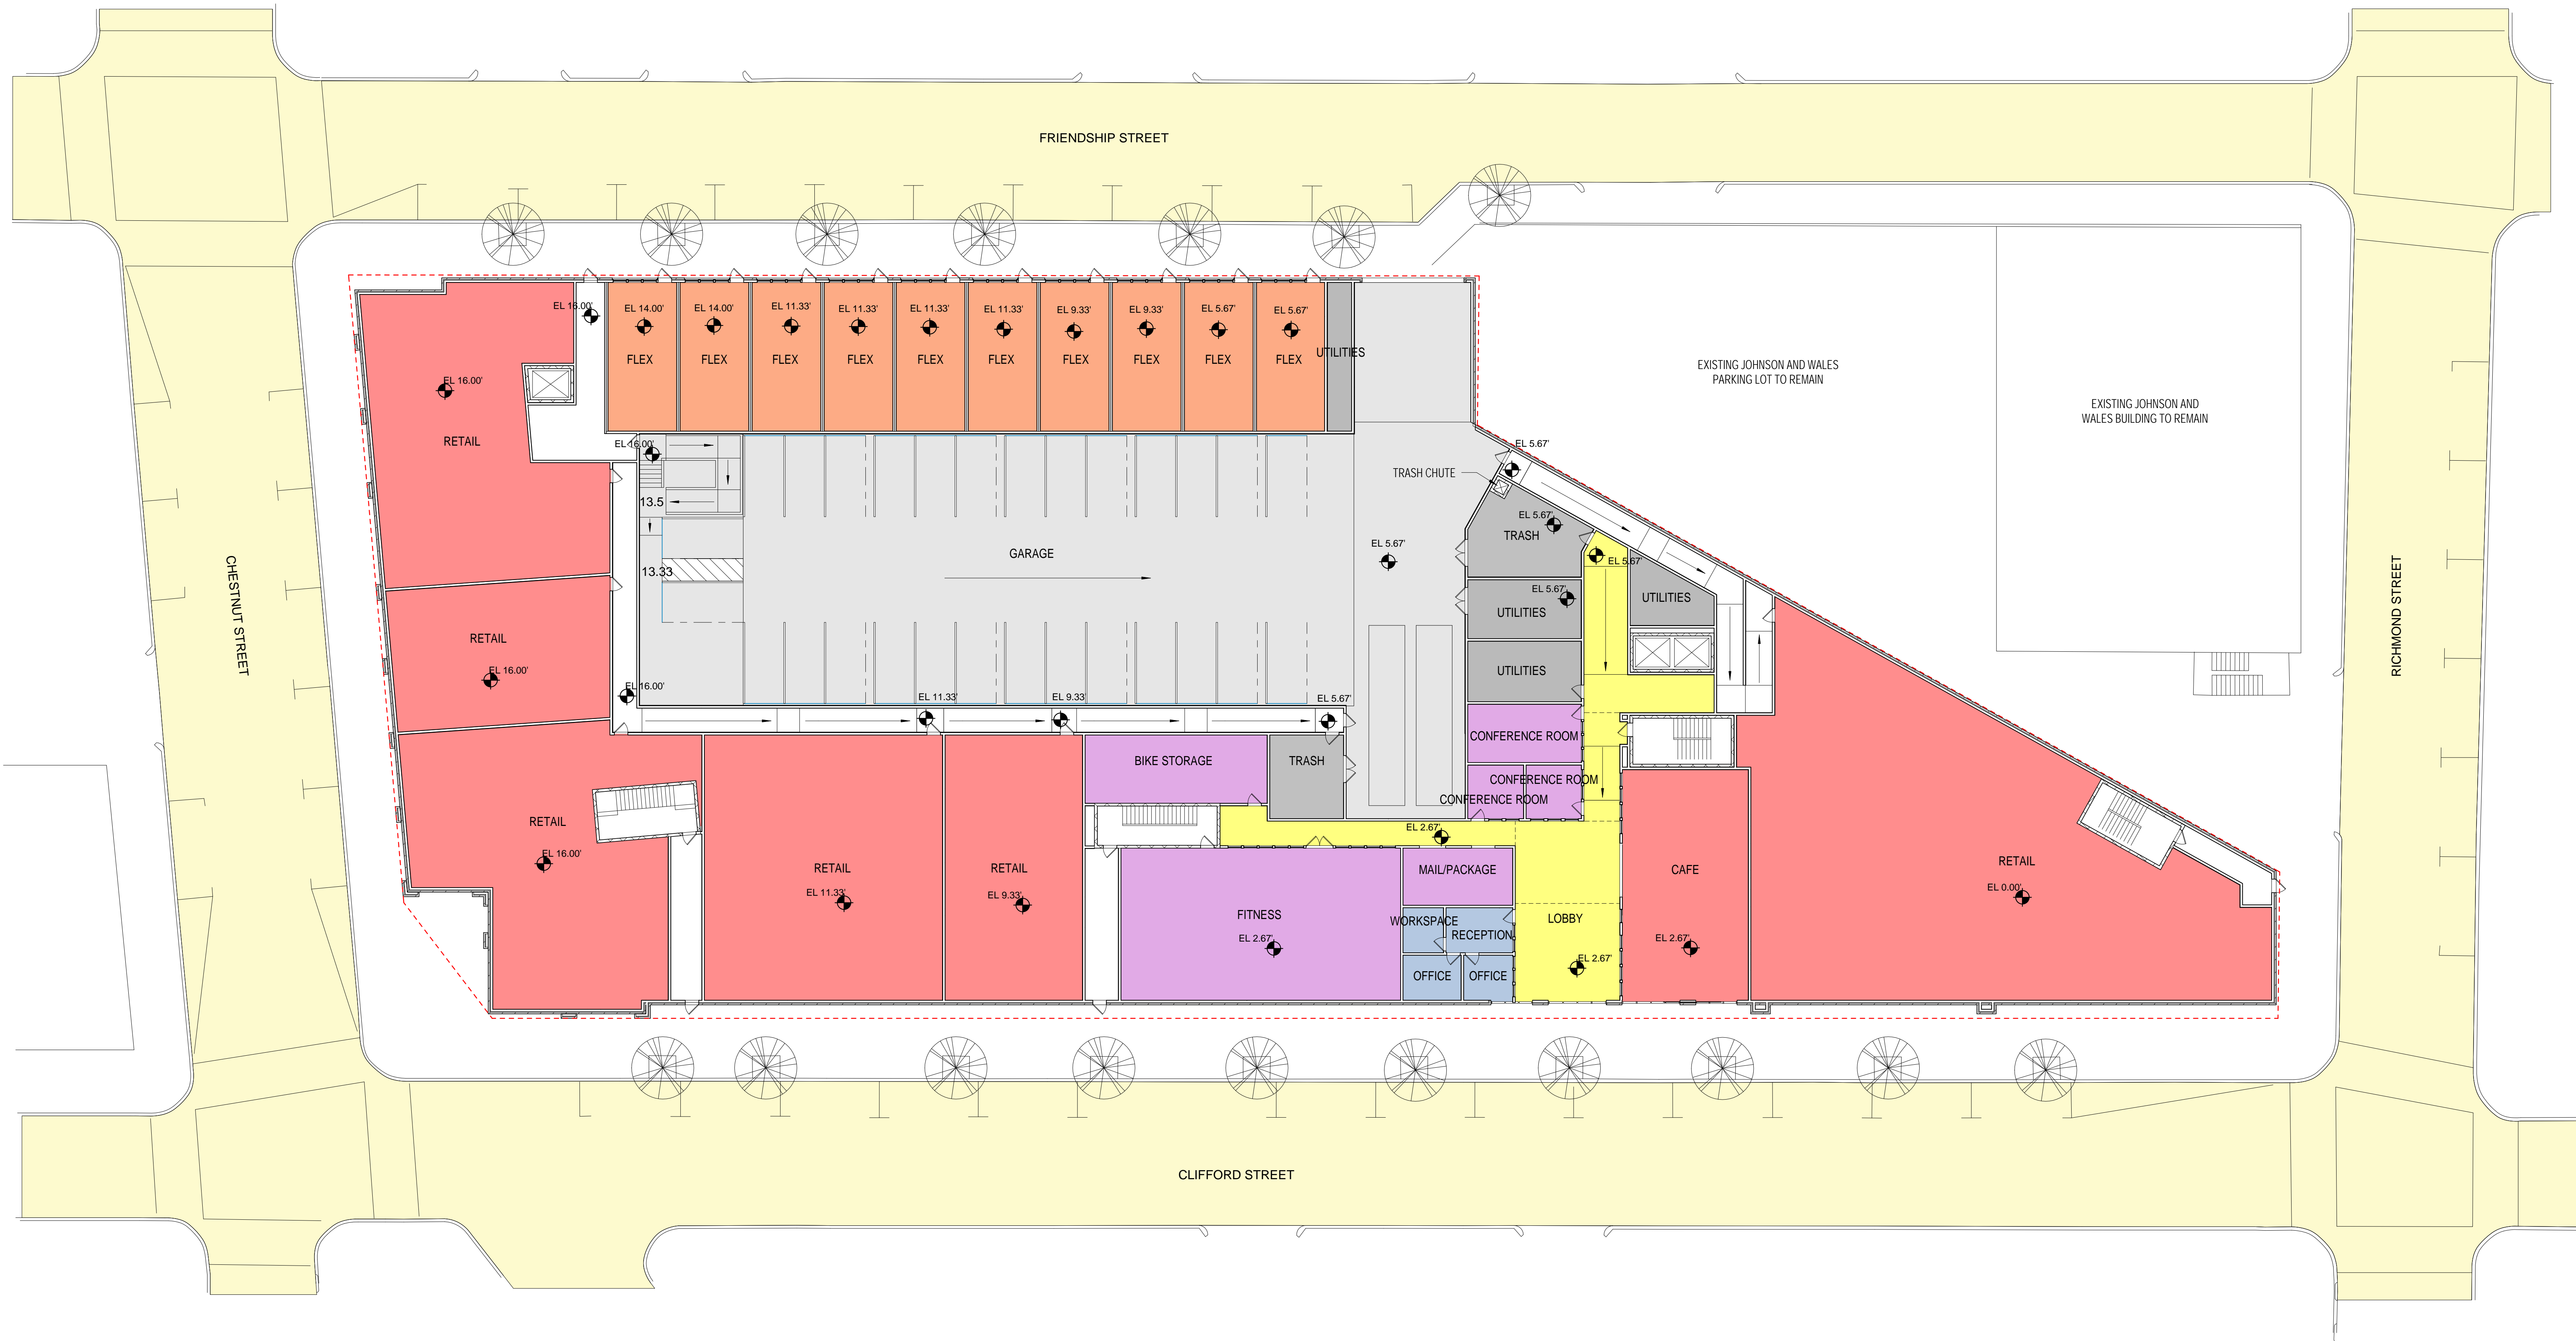 FRIENDSHIP STREET
EL 16.00'
EL 14.00'
EL 14.00'
EL 11.33'
EL 11.33'
EL 11.33'
EL 11.33'
EL 9.33'
EL 9.33'
EL 5.67'
EL 5.67'
FLEX
FLEX
FLEX
FLEX
FLEX
FLEX
FLEX
FLEX
FLEX
FLEX
UTILITIES
EXISTING JOHNSON AND WALES
PARKING LOT TO REMAIN
EXISTING JOHNSON AND
WALES BUILDING TO REMAIN
EL 16.00'
RETAIL
EL 16.00'
EL 5.67'
TRASH CHUTE
13.5
EL 5.67'
TRASH
GARAGE
EL 5.67'
EL 5.67'
13.33
CHESTNUT STREET
RICHMOND STREET
EL 5.67'
UTILITIES
UTILITIES
RETAIL
EL 16.00'
UTILITIES
EL 16.00'
EL 11.33'
EL 9.33'
EL 5.67'
CONFERENCE ROOM
BIKE STORAGE
TRASH
CONFERENCE ROOM
CONFERENCE ROOM
RETAIL
EL 16.00'
EL 2.67'
RETAIL
EL 11.33'
RETAIL
EL 9.33'
MAIL/PACKAGE
CAFE
RETAIL
EL 0.00'
FITNESS
EL 2.67'
WORKSPACE
RECEPTION
LOBBY
EL 2.67'
EL 2.67'
OFFICE
OFFICE
CLIFFORD STREET